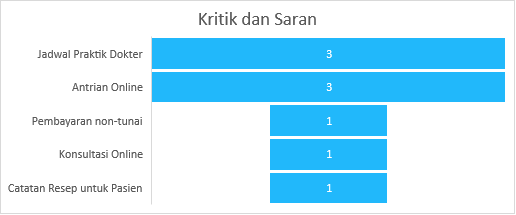 Kritik dan Saran
Jadwal Praktik Dokter 3
Antrian Online 3
Pembayaran non-tunai 1
Konsultasi Online 1
Catatan Resep untuk Pasien 1